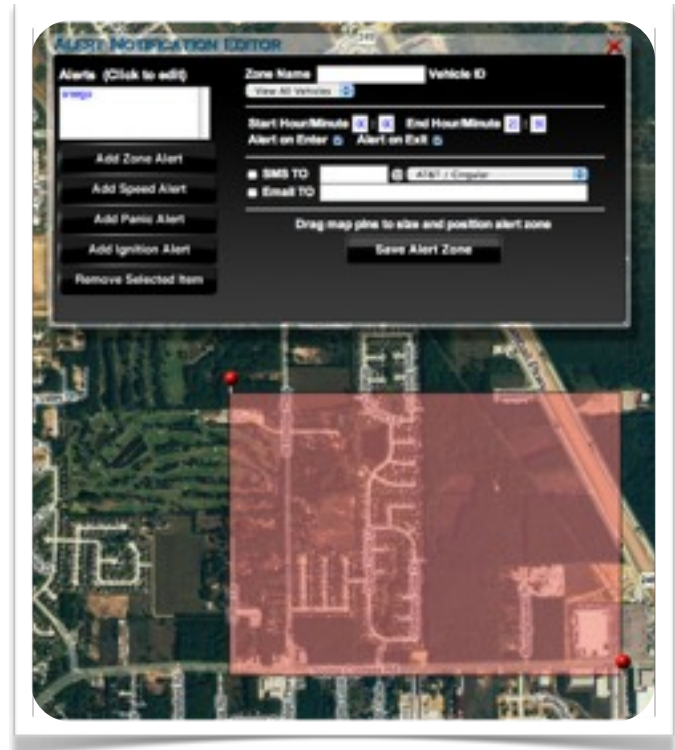 ALERT NOTIFICATION EDITOR
Alerts (Click to edit)
Zone Name
Vehicle ID
View All Vehicles
Start Hour/Minute : End Hour/Minute :
Alert on Enter Alert on Exit
Add Zone Alert
SMS TO @ AT&T / Cingular
Add Speed Alert
Email TO
Add Panic Alert
Drag map pins to size and position alert zone
Add Ignition Alert
Save Alert Zone
Remove Selected Item